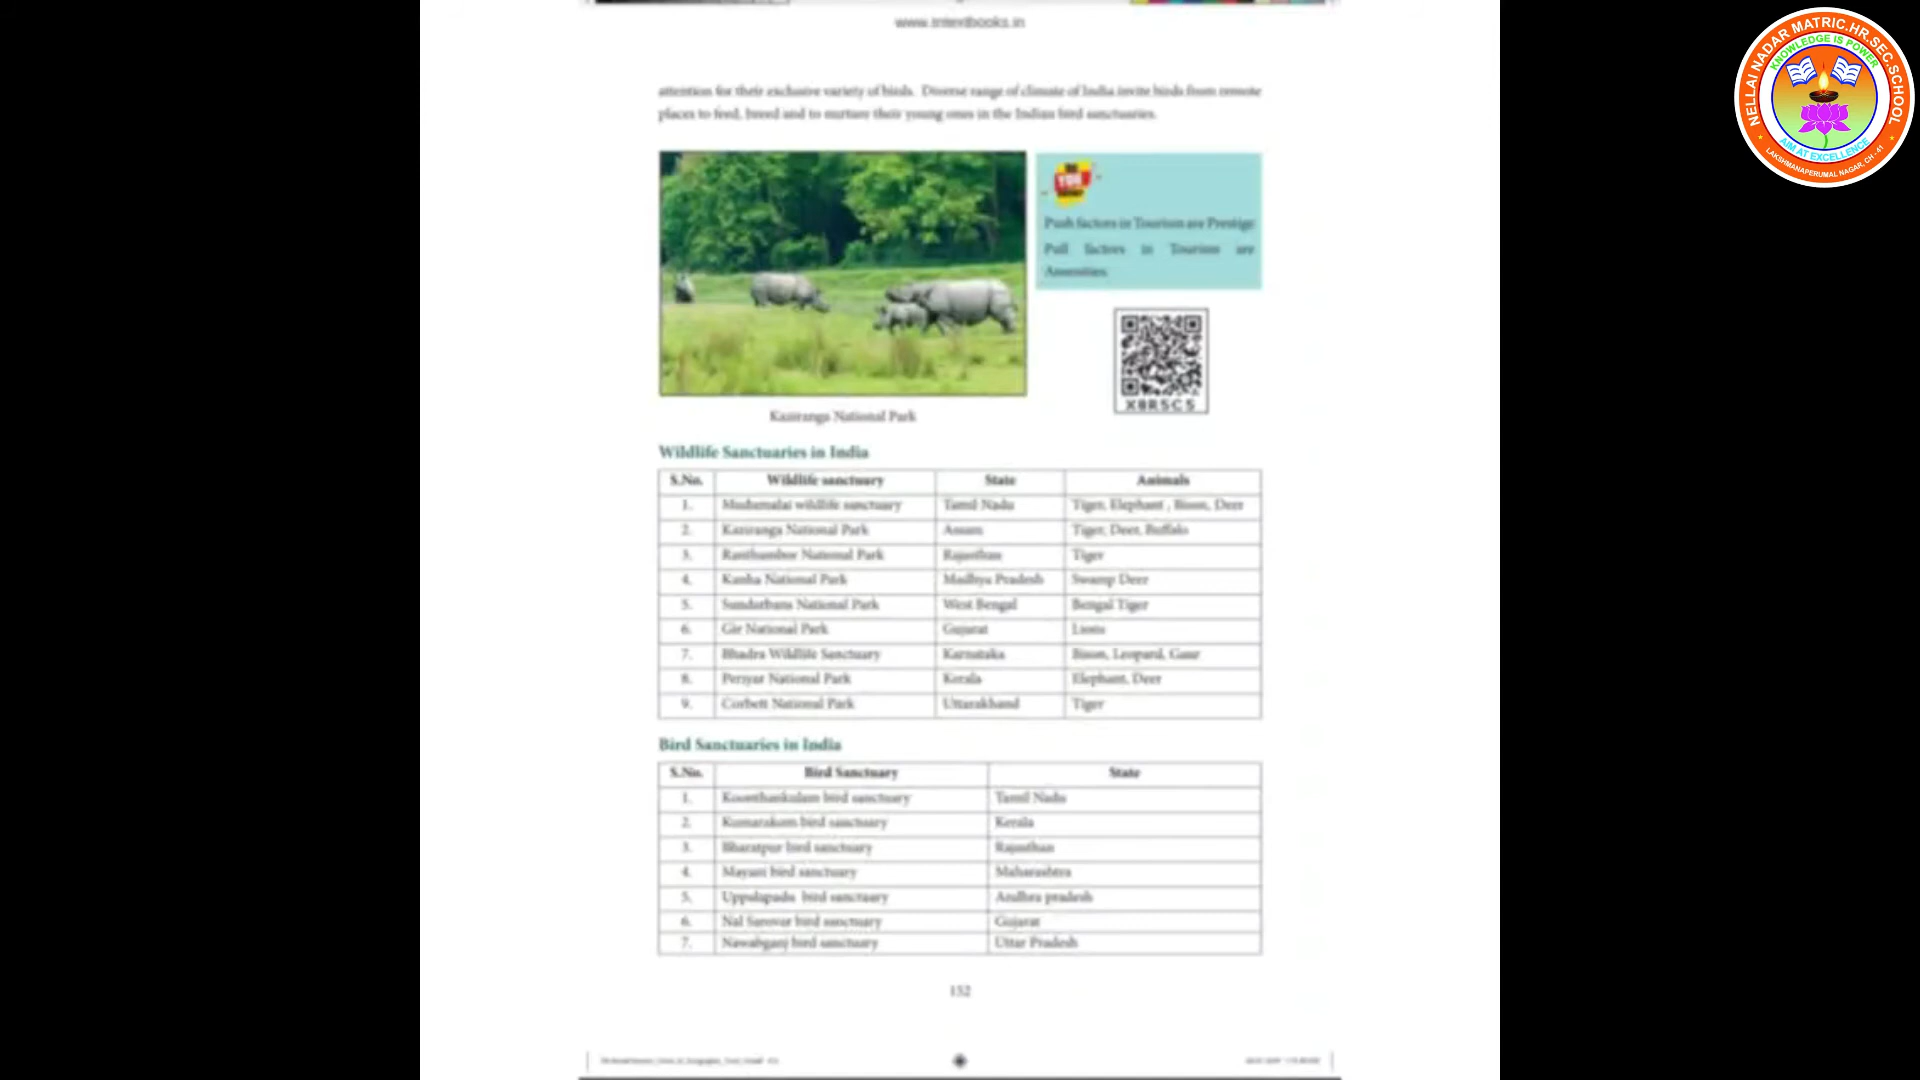 www.tntextbooks.in
attention for their exclusive variety of birds. Diverse range of climate of India invite birds from remote
places to feed, breed and to nurture their young ones in the Indian bird sanctuaries.
YOU
Push factors in Tourism are Prestige
Pull factors in Tourism are
Amenities.
X8R5C5
Kaziranga National Park
Wildlife Sanctuaries in India
S.No. Wildlife sanctuary State Animals
1. Mudumalai wildlife sanctuary Tamil Nadu Tiger, Elephant , Bison, Deer
2. Kaziranga National Park Assam Tiger, Deer, Buffalo
3. Ranthambor National Park Rajasthan Tiger
4. Kanha National Park Madhya Pradesh Swamp Deer
5. Sundarbans National Park West Bengal Bengal Tiger
6. Gir National Park Gujarat Lions
7. Bhadra Wildlife Sanctuary Karnataka Bison, Leopard, Gaur
8. Periyar National Park Kerala Elephant, Deer
9. Corbett National Park Uttarakhand Tiger
Bird Sanctuaries in India
S.No. Bird Sanctuary State
1. Koonthankulam bird sanctuary Tamil Nadu
2. Kumarakom bird sanctuary Kerala
3. Bharatpur bird sanctuary Rajasthan
4. Mayani bird sanctuary Maharashtra
5. Uppalapadu bird sanctuary Andhra pradesh
6. Nal Sarovar bird sanctuary Gujarat
7. Nawabganj bird sanctuary Uttar Pradesh
152
NELLAI NADAR MATRIC.HR.SEC.SCHOOL
KNOWLEDGE IS POWER
AIM AT EXCELLENCE
LAKSHMANAPERUMAL NAGAR, CH - 41